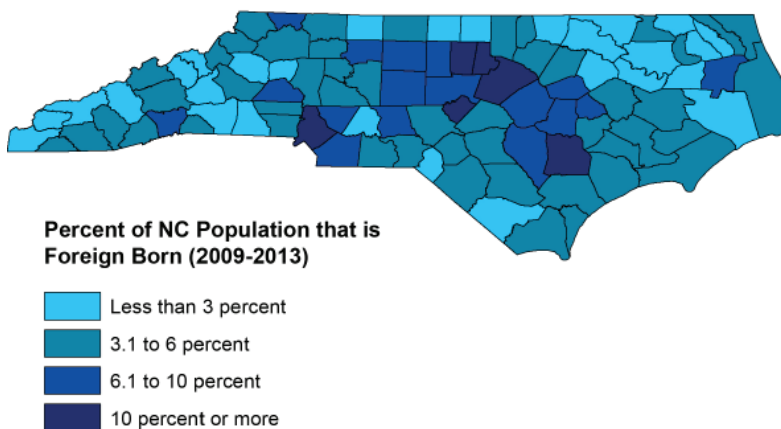 Percent of NC Population that is
Foreign Born (2009-2013)
Less than 3 percent
3.1 to 6 percent
6.1 to 10 percent
10 percent or more